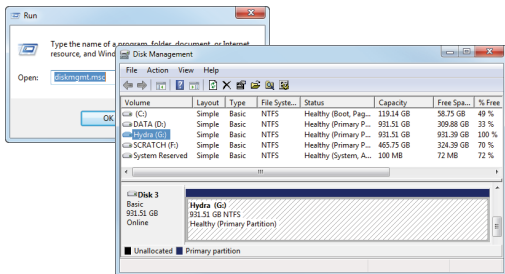 Run
Type the name of a program, folder, document, or Internet
resource, and Wind
Open:
diskmgmt.msc
OK
Disk Management
File Action View Help
Volume Layout Type File Syste... Status Capacity Free Spa... % Free
(C:) Simple Basic NTFS Healthy (Boot, Pag... 119.14 GB 58.75 GB 49 %
DATA (D:) Simple Basic NTFS Healthy (Primary P... 931.51 GB 309.88 GB 33 %
Hydra (G:) Simple Basic NTFS Healthy (Primary P... 931.51 GB 931.39 GB 100 %
SCRATCH (F:) Simple Basic NTFS Healthy (Primary P... 465.75 GB 324.39 GB 70 %
System Reserved Simple Basic NTFS Healthy (System, A... 100 MB 72 MB 72 %
Disk 3
Basic
931.51 GB
Online
Hydra (G:)
931.51 GB NTFS
Healthy (Primary Partition)
Unallocated Primary partition